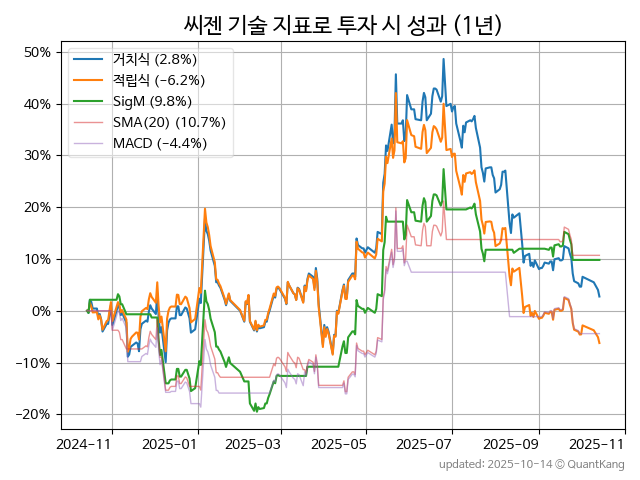 씨젠 기술 지표로 투자 시 성과 (1년)
거치식 (2.8%)
적립식 (−6.2%)
SigM (9.8%)
SMA(20) (10.7%)
MACD (−4.4%)
50%
40%
30%
20%
10%
0%
−10%
−20%
2024−11 2025−01 2025−03 2025−05 2025−07 2025−09 2025−11
updated: 2025-10-14 © QuantKang